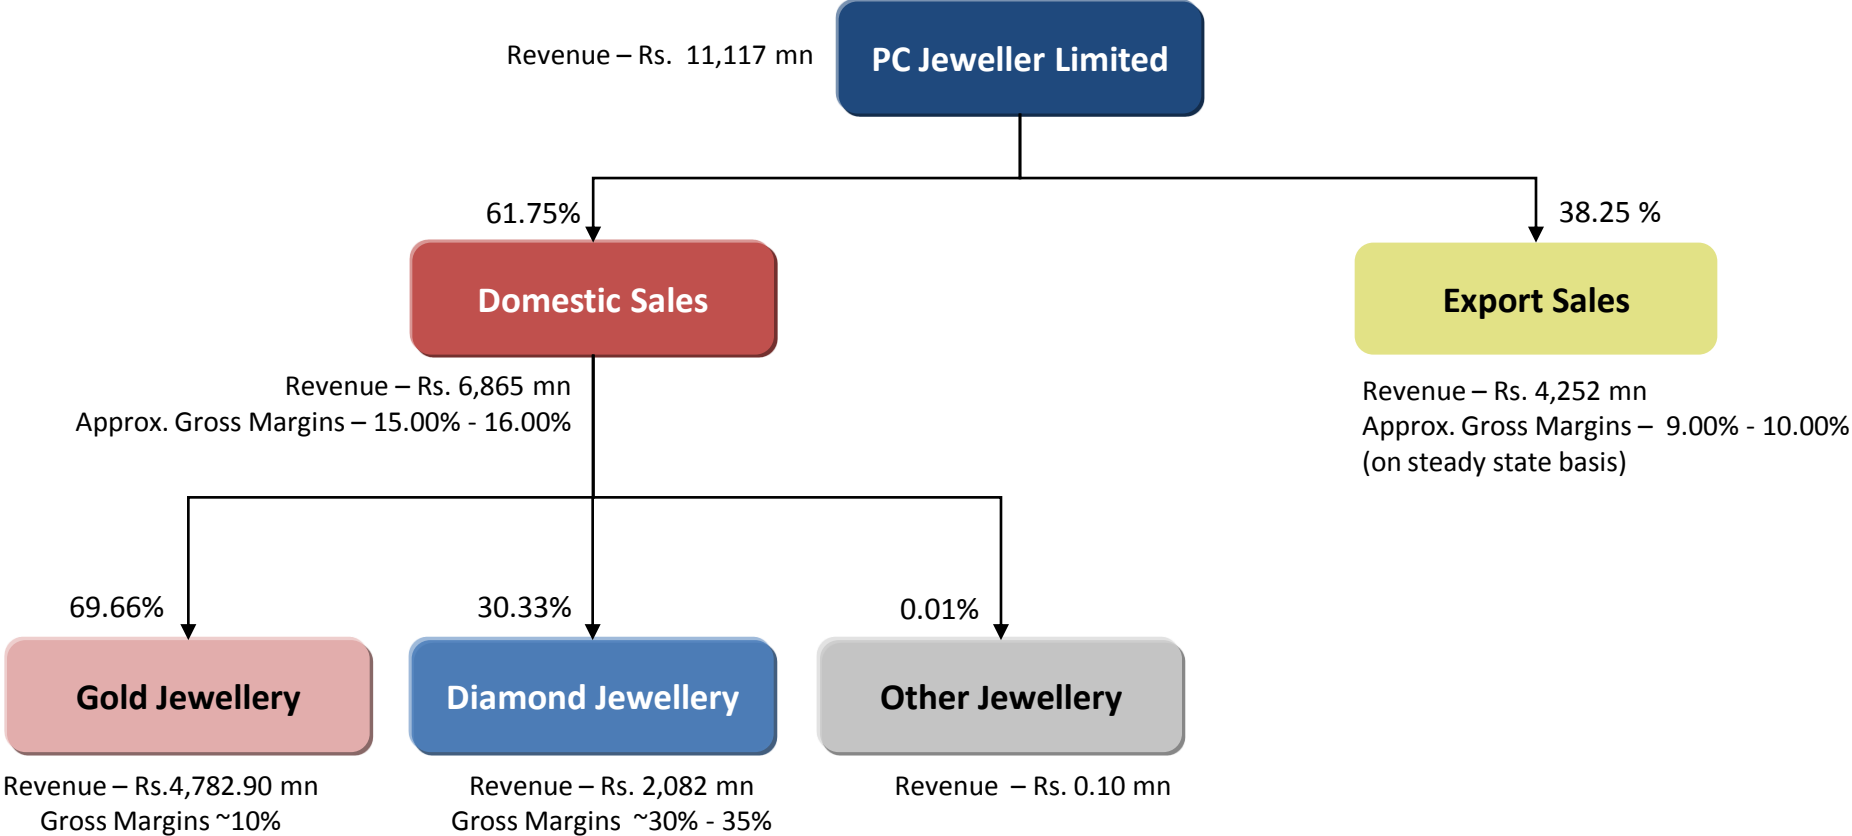 Revenue – Rs.  11,117 mn
PC Jeweller Limited
61.75%
38.25 %
Domestic Sales
Export Sales
Revenue – Rs. 6,865 mn
Approx. Gross Margins – 15.00% - 16.00%
Revenue – Rs. 4,252 mn
Approx. Gross Margins –  9.00% - 10.00%
(on steady state basis)
69.66%
30.33%
0.01%
Gold Jewellery
Diamond Jewellery
Other Jewellery
Revenue – Rs.4,782.90 mn
Gross Margins ~10%
Revenue – Rs. 2,082 mn
Gross Margins  ~30% - 35%
Revenue  – Rs. 0.10 mn